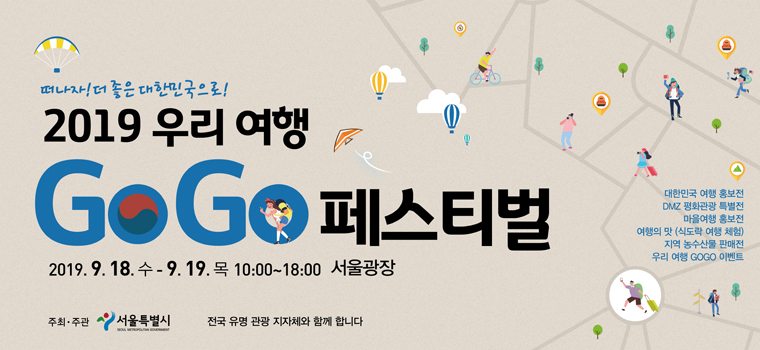 떠나자! 더 좋은 대한민국으로!
2019 우리 여행
GoGo 페스티벌
2019. 9. 18. 수 - 9. 19. 목 10:00~18:00 서울광장
대한민국 여행 홍보전
DMZ 평화관광 특별전
마을여행 홍보전
여행의 맛 (식도락 여행 체험)
지역 농수산물 판매전
우리 여행 GOGO 이벤트
주최·주관 서울특별시 전국 유명 관광 지자체와 함께 합니다
SEOUL METROPOLITAN GOVERNMENT